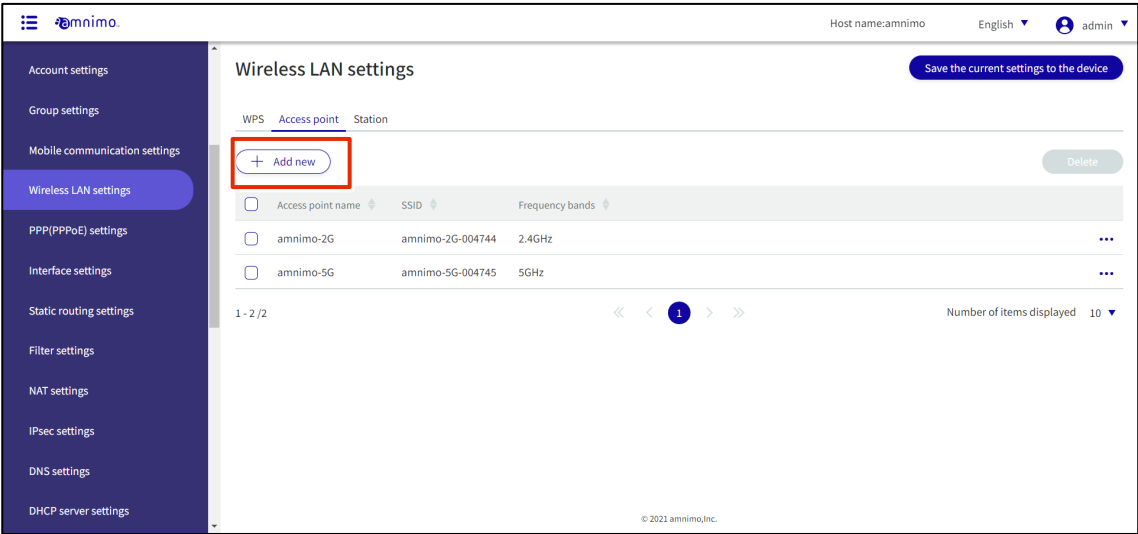 amnimo.
Host name:amnimo
English
admin
Account settings
Group settings
Mobile communication settings
Wireless LAN settings
PPP(PPPoE) settings
Interface settings
Static routing settings
Filter settings
NAT settings
IPsec settings
DNS settings
DHCP server settings
Wireless LAN settings
Save the current settings to the device
WPS Access point Station
+ Add new
Delete
Access point name SSID Frequency bands
amnimo-2G amnimo-2G-004744 2.4GHz
amnimo-5G amnimo-5G-004745 5GHz
1 - 2 /2
1
Number of items displayed 10
© 2021 amnimo,Inc.